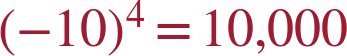 (−10)⁴ = 10,000